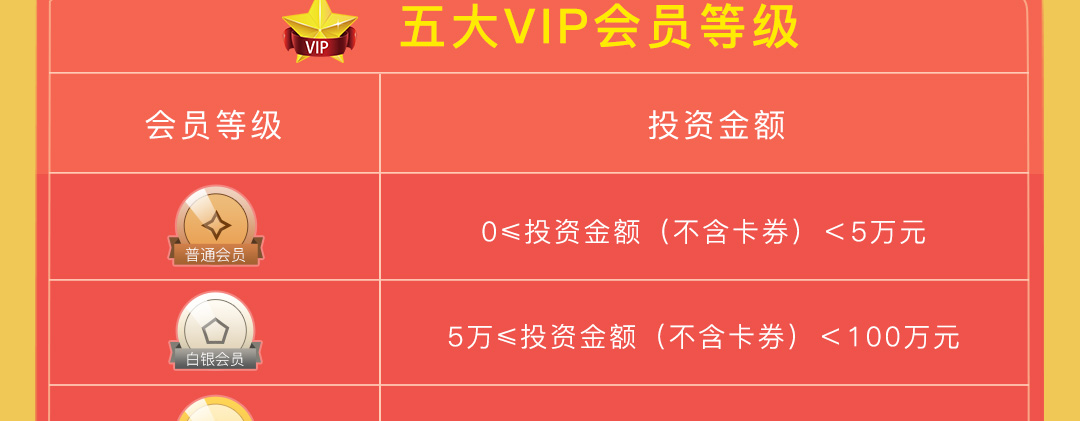 VIP
五大VIP会员等级
会员等级
投资金额
普通会员
0≤投资金额（不含卡券）＜5万元
白银会员
5万≤投资金额（不含卡券）＜100万元